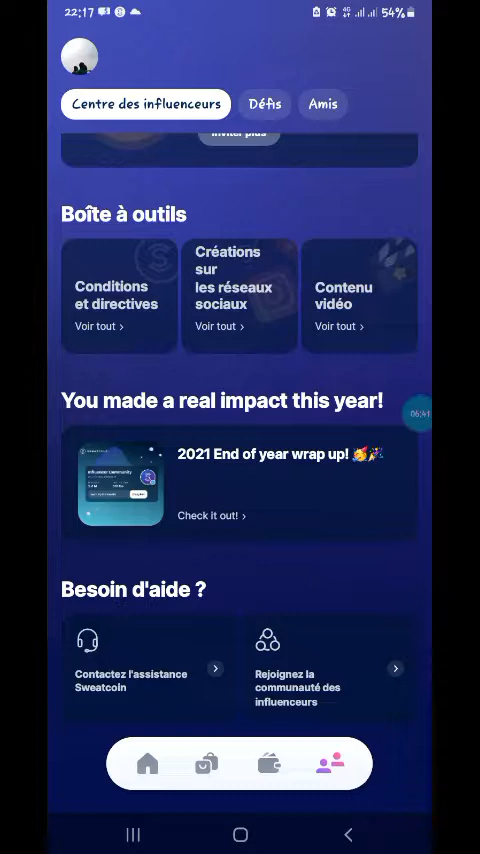 22:17
4G
54%
Centre des influenceurs
Défis
Amis
Inviter plus
Boîte à outils
Conditions
et directives
Voir tout ›
Créations
sur
les réseaux
sociaux
Voir tout ›
Contenu
vidéo
Voir tout ›
You made a real impact this year!
06:41
2021 End of year wrap up! 🥳🎉
Check it out! ›
Besoin d'aide ?
Contactez l'assistance
Sweatcoin
Rejoignez la
communauté des
influenceurs